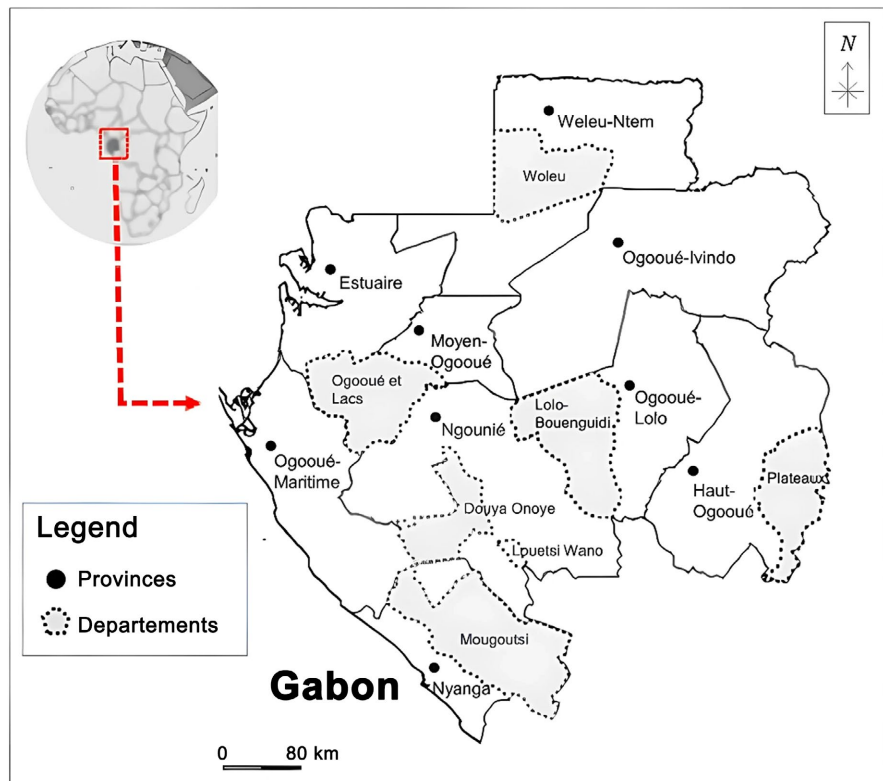 N
Weleu-Ntem
Woleu
Ogooué-Ivindo
Estuaire
Moyen-
Ogooué
Ogooué et
Lacs
Lolo-
Bouenguidi
Ogooué-
Lolo
Ngounié
Ogooué-
Maritime
Plateaux
Haut-
Ogooué
Douya Onoye
Louetsi Wano
Legend
Provinces
Departements
Mougoutsi
Nyanga
Gabon
0 80 km